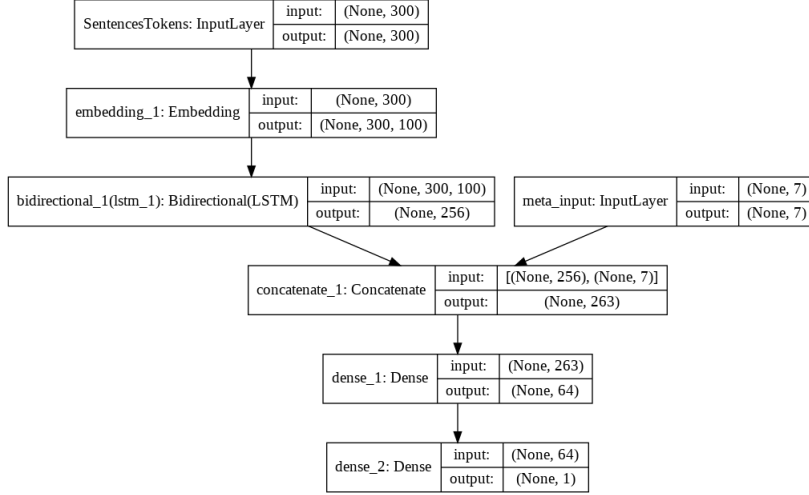 SentencesTokens: InputLayer
input: (None, 300)
output: (None, 300)
embedding_1: Embedding
input: (None, 300)
output: (None, 300, 100)
bidirectional_1(lstm_1): Bidirectional(LSTM)
input: (None, 300, 100)
output: (None, 256)
meta_input: InputLayer
input: (None, 7)
output: (None, 7)
concatenate_1: Concatenate
input: [(None, 256), (None, 7)]
output: (None, 263)
dense_1: Dense
input: (None, 263)
output: (None, 64)
dense_2: Dense
input: (None, 64)
output: (None, 1)